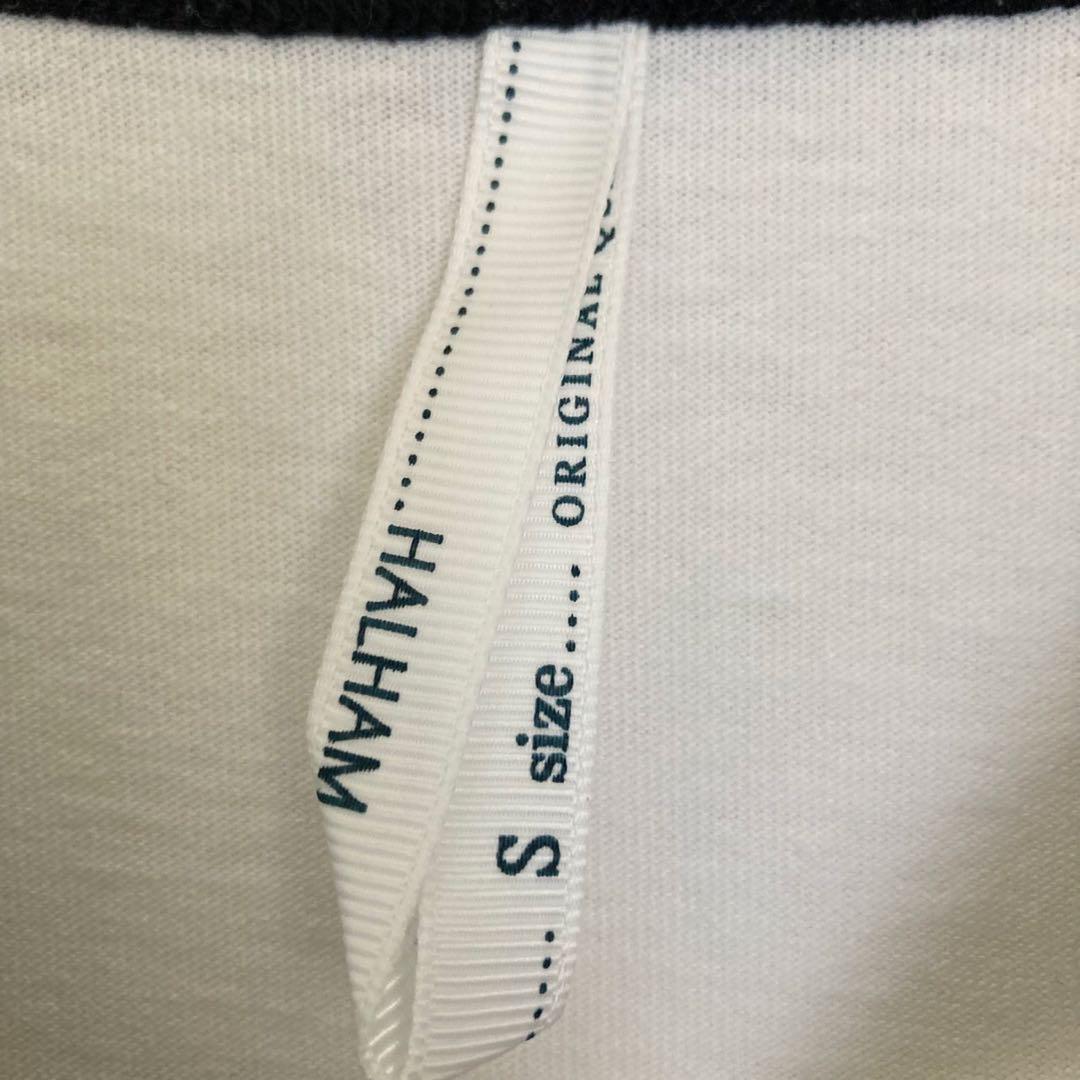 ........................HALHAM
..... S size.... ORIGINAL